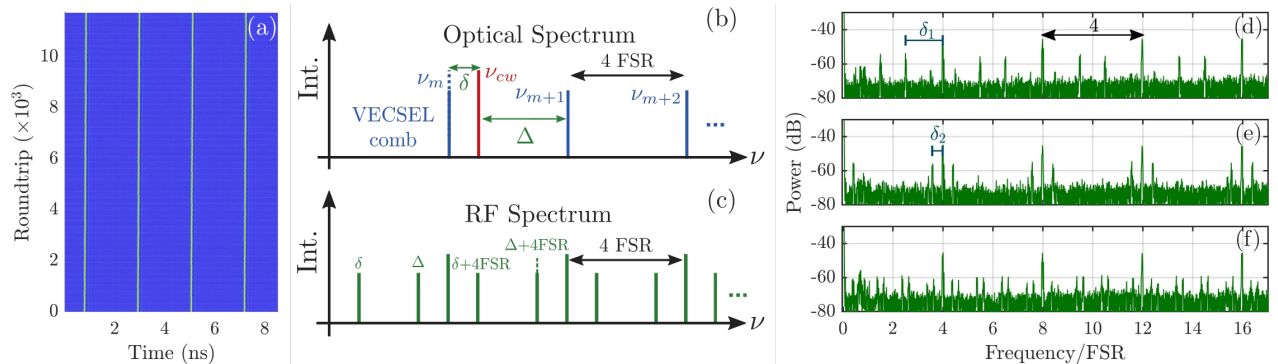 (a)
10
8
6
4
2
0
Roundtrip (×10³)
2
4
6
8
Time (ns)
(b)
Optical Spectrum
Int.
ν_m
δ
ν_cw
4 FSR
ν_m+1
ν_m+2
VECSEL
comb
Δ
...
ν
(c)
RF Spectrum
Int.
Δ+4FSR
4 FSR
δ
Δ
δ+4FSR
...
ν
(d)
-40
-60
-80
δ₁
4
(e)
-40
-60
-80
δ₂
Power (dB)
(f)
-40
-60
-80
0
2
4
6
8
10
12
14
16
Frequency/FSR